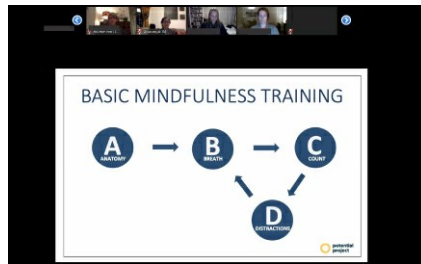 BASIC MINDFULNESS TRAINING
A
ANATOMY
B
BREATH
C
COUNT
D
DISTRACTIONS
potential
project